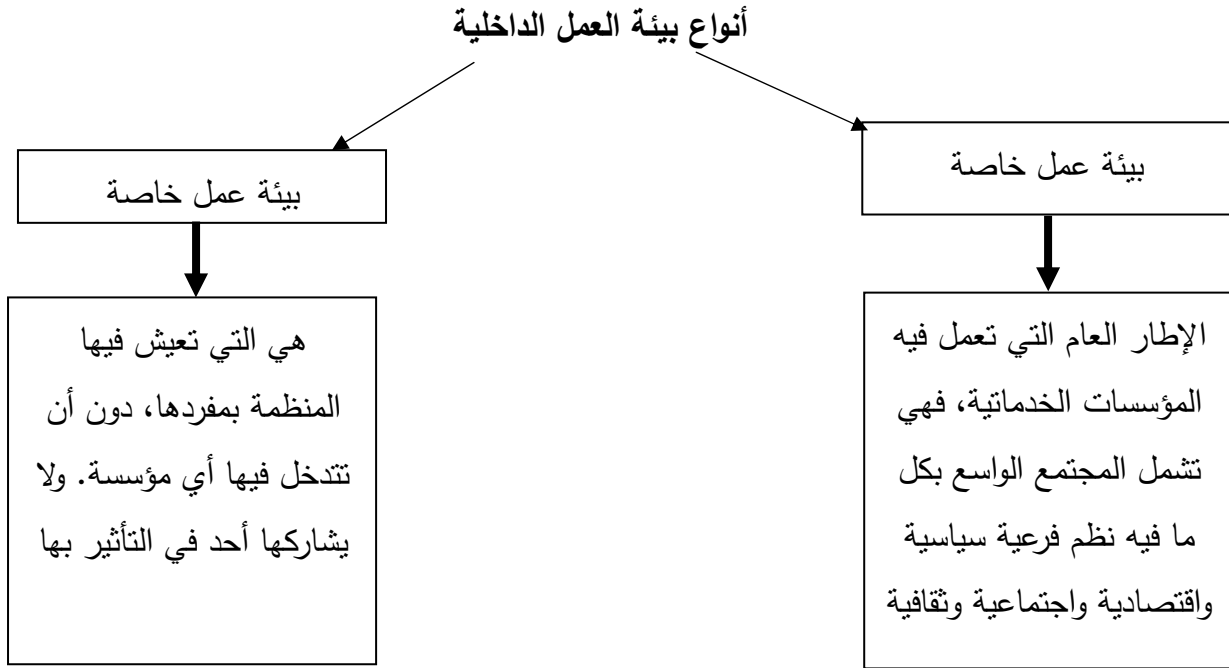 أنواع بيئة العمل الداخلية
بيئة عمل خاصة
الإطار العام التي تعمل فيه
المؤسسات الخدماتية، فهي
تشمل المجتمع الواسع بكل
ما فيه نظم فرعية سياسية
واقتصادية واجتماعية وثقافية
بيئة عمل خاصة
هي التي تعيش فيها
المنظمة بمفردها، دون أن
تتدخل فيها أي مؤسسة. ولا
يشاركها أحد في التأثير بها